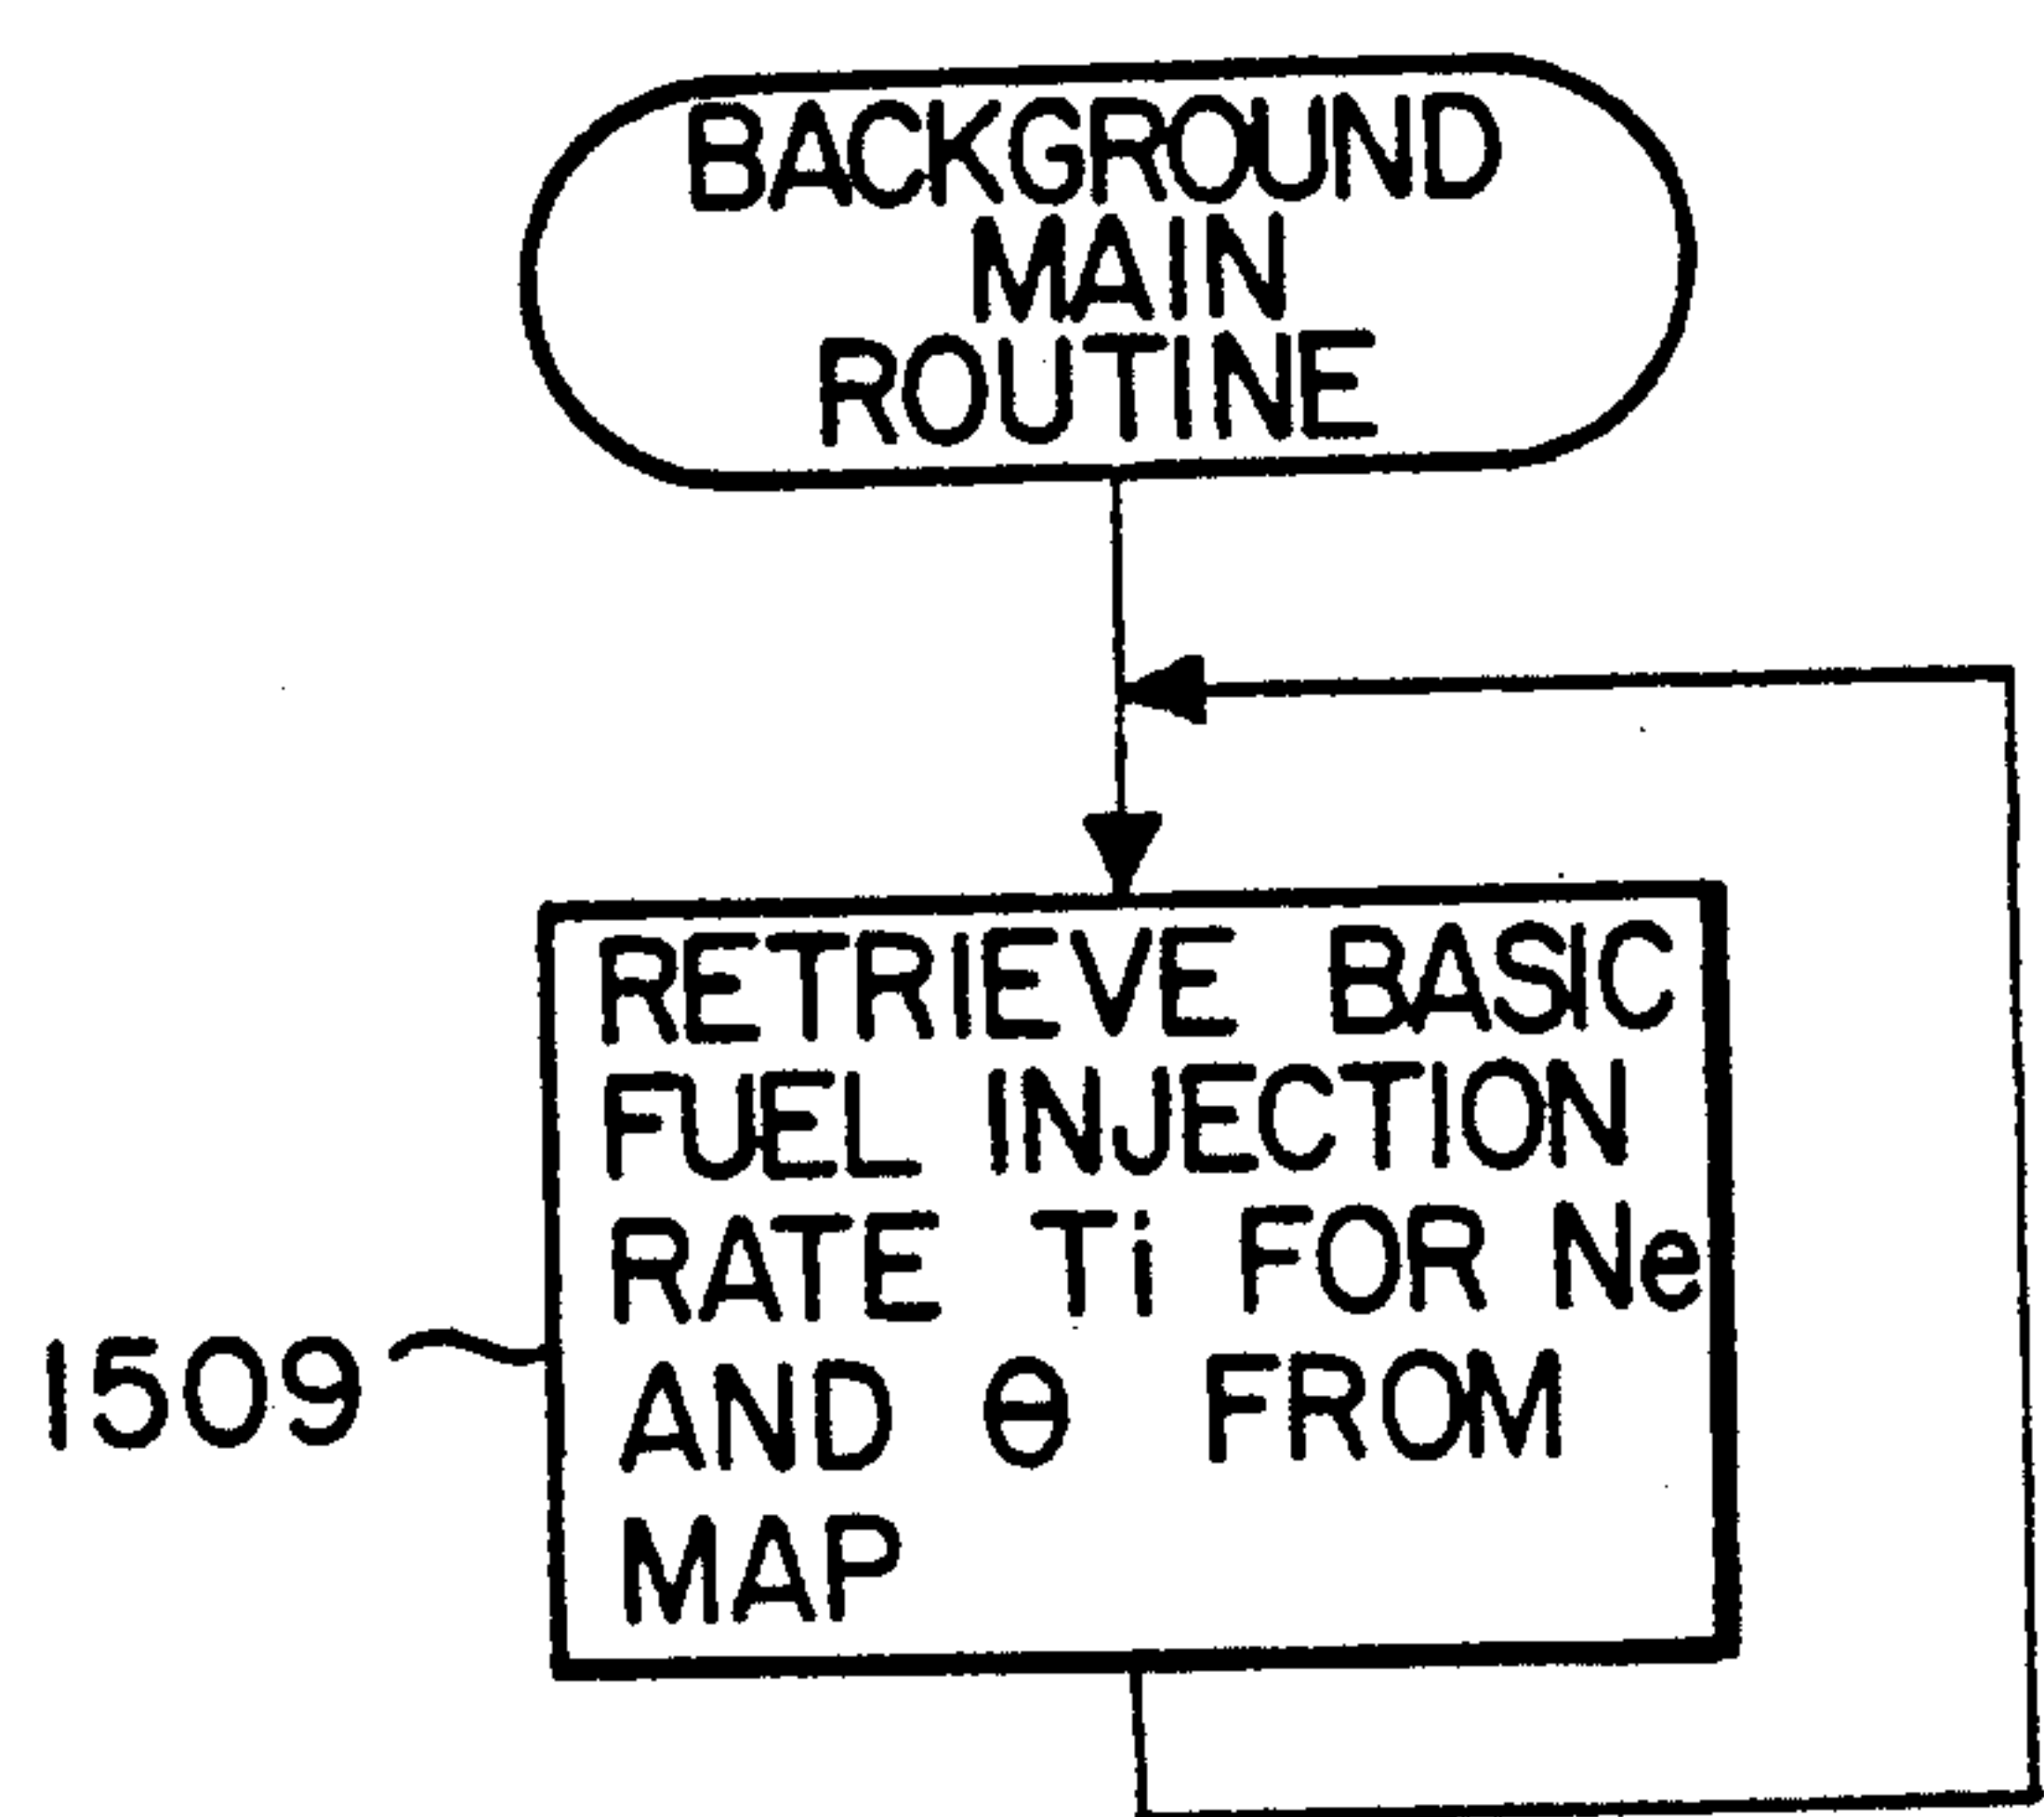 BACKGROUND
MAIN
ROUTINE
RETRIEVE BASIC
FUEL INJECTION
RATE Ti FOR Ne
AND θ FROM
MAP
1509